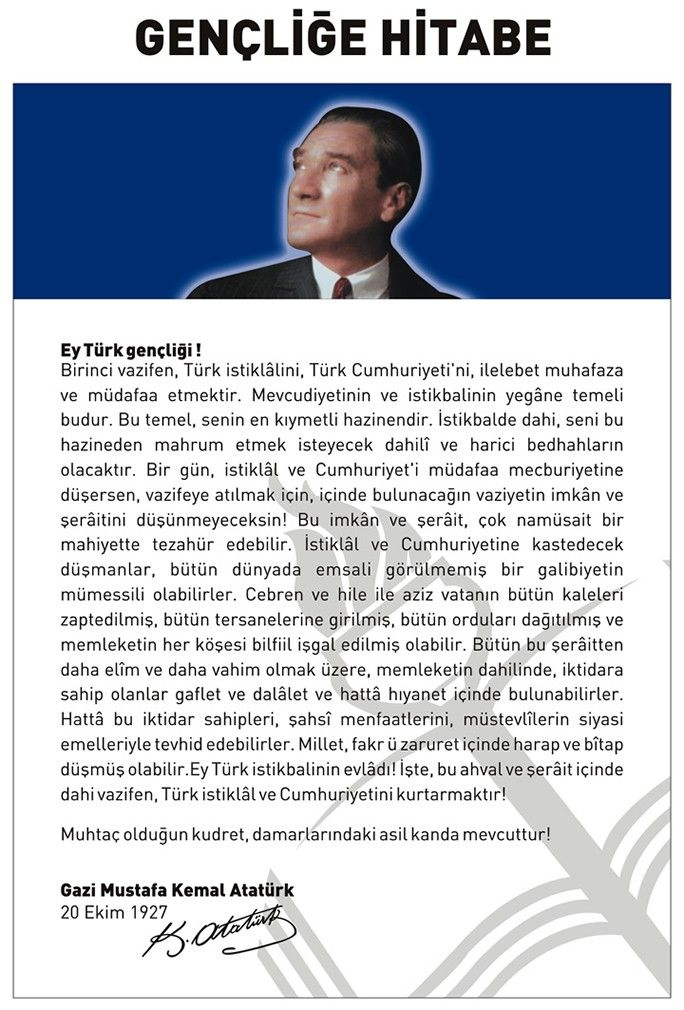 GENÇLİĞE HİTABE
Ey Türk gençliği !
Birinci vazifen, Türk istiklâlini, Türk Cumhuriyeti'ni, ilelebet muhafaza
ve müdafaa etmektir. Mevcudiyetinin ve istikbalinin yegâne temeli
budur. Bu temel, senin en kıymetli hazinendir. İstikbalde dahi, seni bu
hazineden mahrum etmek isteyecek dahilî ve harici bedhahların
olacaktır. Bir gün, istiklâl ve Cumhuriyet'i müdafaa mecburiyetine
düşersen, vazifeye atılmak için, içinde bulunacağın vaziyetin imkân ve
şerâitini düşünmeyeceksin! Bu imkân ve şerâit, çok namüsait bir
mahiyette tezahür edebilir. İstiklâl ve Cumhuriyetine kastedecek
düşmanlar, bütün dünyada emsali görülmemiş bir galibiyetin
mümessili olabilirler. Cebren ve hile ile aziz vatanın bütün kaleleri
zaptedilmiş, bütün tersanelerine girilmiş, bütün orduları dağıtılmış ve
memleketin her köşesi bilfiil işgal edilmiş olabilir. Bütün bu şerâitten
daha elîm ve daha vahim olmak üzere, memleketin dahilinde, iktidara
sahip olanlar gaflet ve dalâlet ve hattâ hıyanet içinde bulunabilirler.
Hattâ bu iktidar sahipleri, şahsî menfaatlerini, müstevlîlerin siyasi
emelleriyle tevhid edebilirler. Millet, fakr ü zaruret içinde harap ve bîtap
düşmüş olabilir.Ey Türk istikbalinin evlâdı! İşte, bu ahval ve şerâit içinde
dahi vazifen, Türk istiklâl ve Cumhuriyetini kurtarmaktır!
Muhtaç olduğun kudret, damarlarındaki asil kanda mevcuttur!
Gazi Mustafa Kemal Atatürk
20 Ekim 1927
K. Atatürk